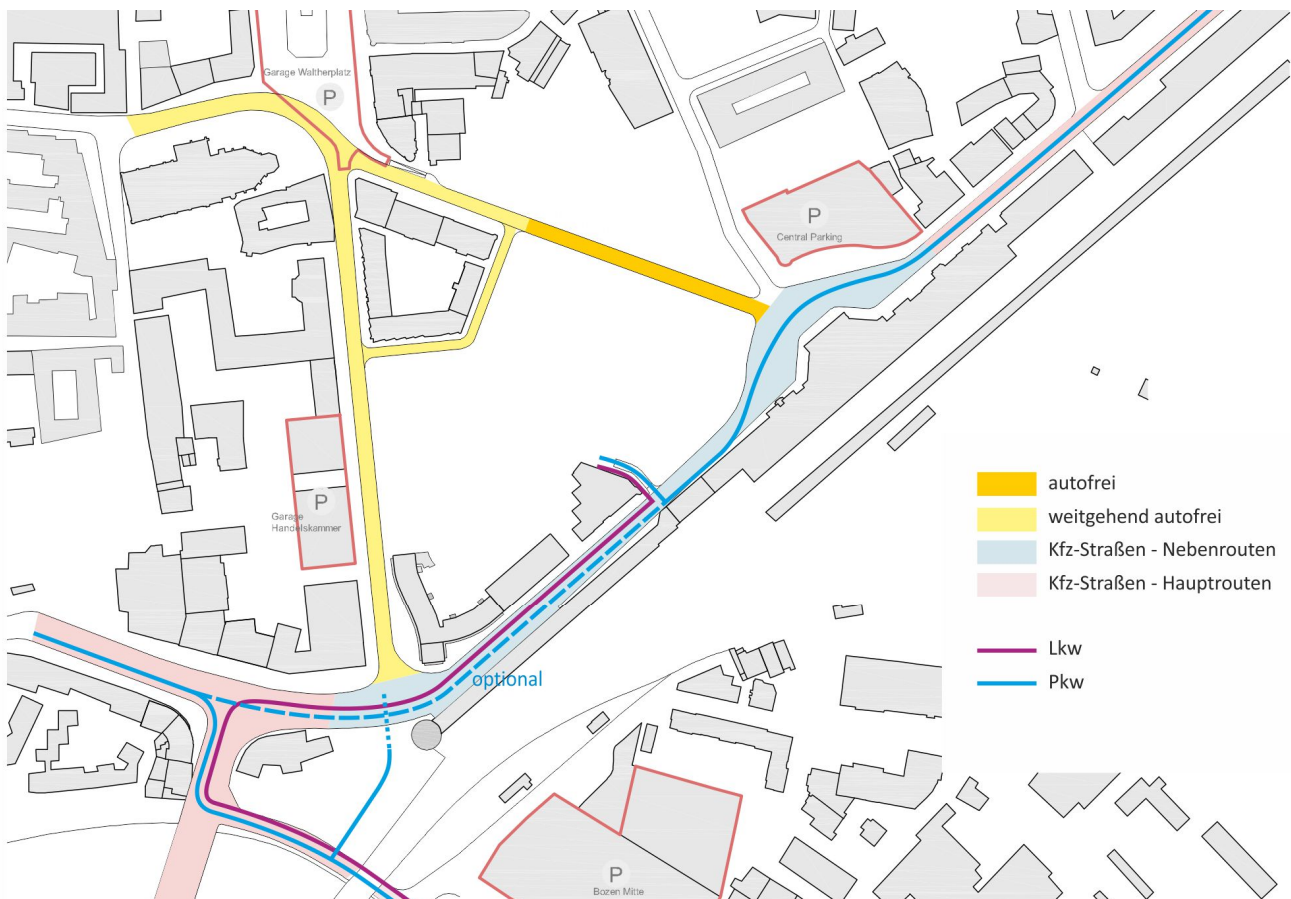 Garage Waltherplatz
P
P
Central Parking
P
Garage
Handelskammer
autofrei
weitgehend autofrei
Kfz-Straßen - Nebenrouten
Kfz-Straßen - Hauptrouten
Lkw
Pkw
optional
P
Bozen Mitte